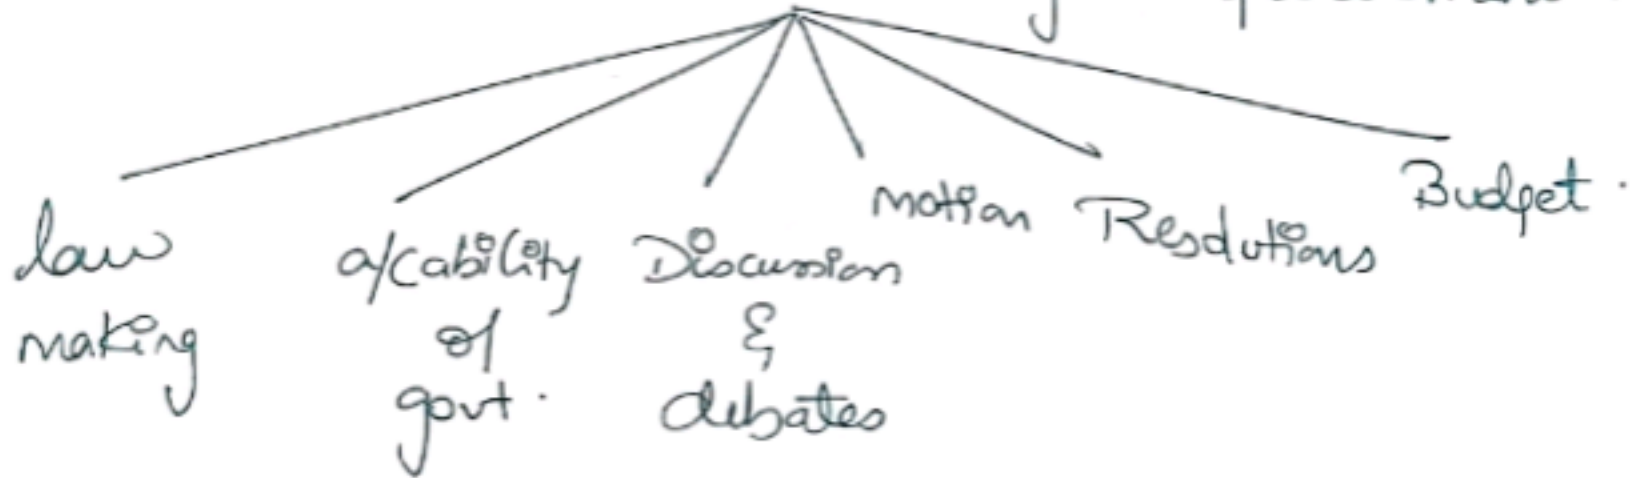 law
making
a/cability
of
govt.
Discussion
&
debates
motion
Resolutions
Budget.